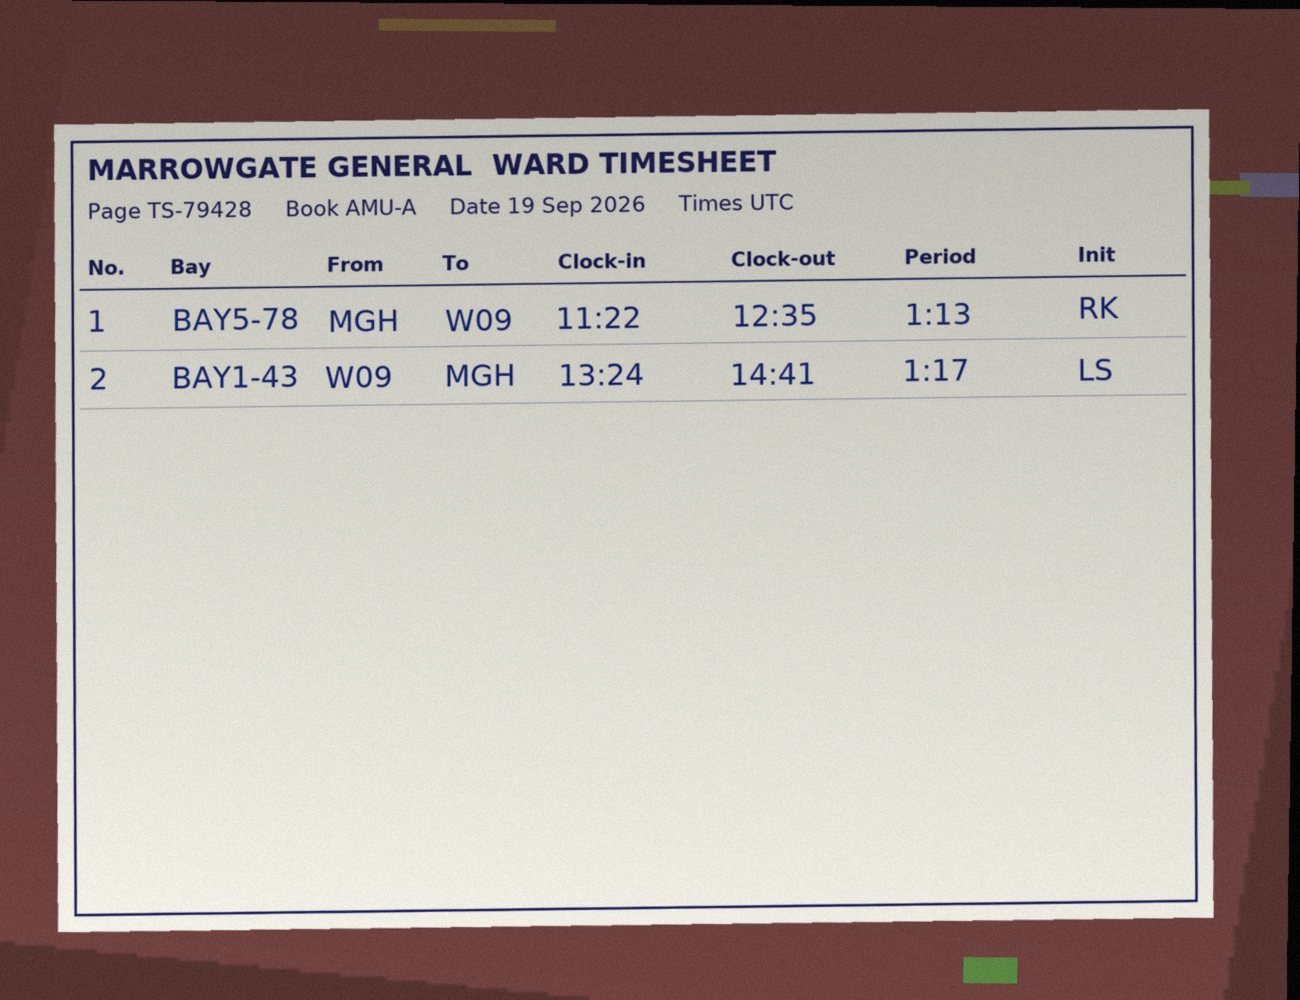 MARROWGATE GENERAL WARD TIMESHEET
Page TS-79428 Book AMU-A Date 19 Sep 2026 Times UTC
No. Bay From To Clock-in Clock-out Period Init
1 BAY5-78 MGH W09 11:22 12:35 1:13 RK
2 BAY1-43 W09 MGH 13:24 14:41 1:17 LS